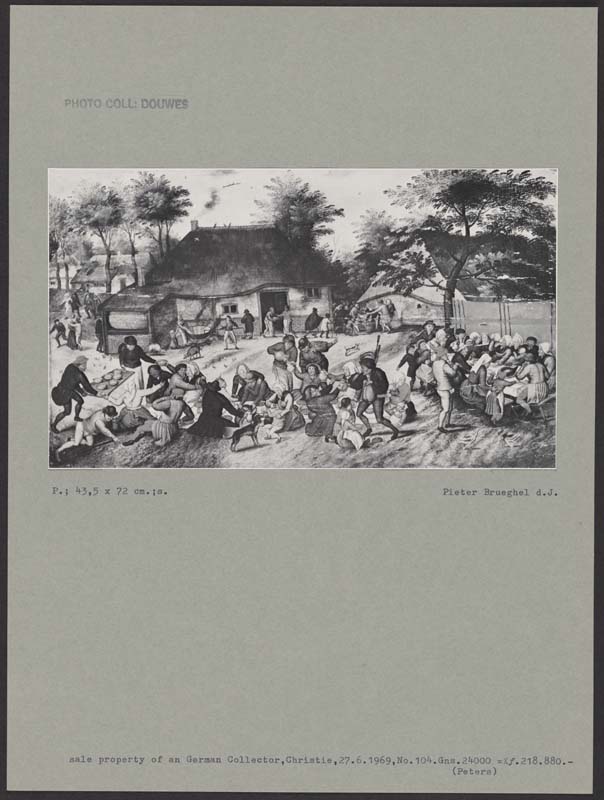 PHOTO COLL: DOUWES
P.; 43,5 x 72 cm.;s.
Pieter Brueghel d.J.
sale property of an German Collector,Christie,27.6.1969,No.104.Gns.24000 =Hf.218.880.-
(Peters)